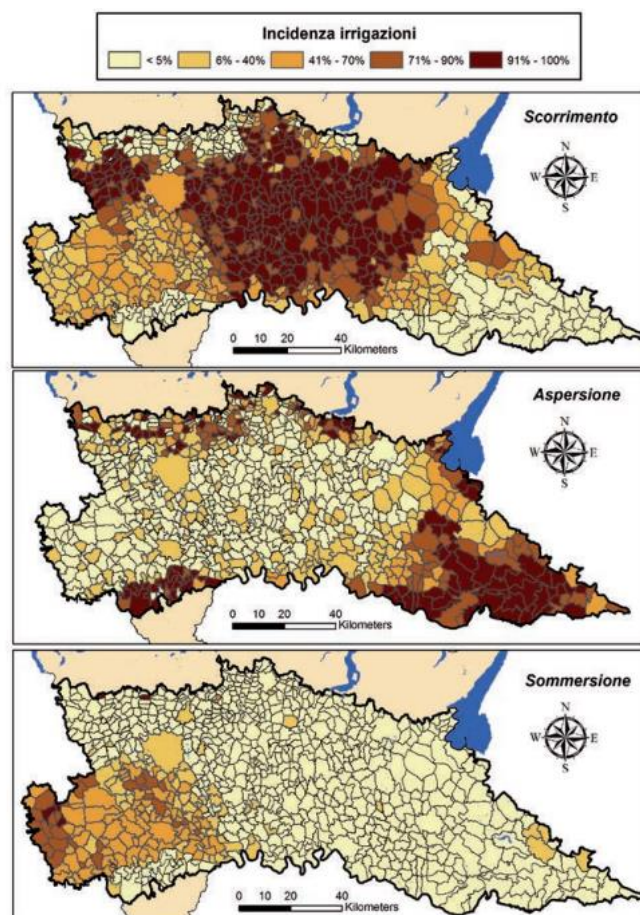 Incidenza irrigazioni
< 5% 6% - 40% 41% - 70% 71% - 90% 91% - 100%
Scorrimento
N
W E
S
0 10 20 40
Kilometers
Aspersione
N
W E
S
0 10 20 40
Kilometers
Sommersione
N
W E
S
0 10 20 40
Kilometers